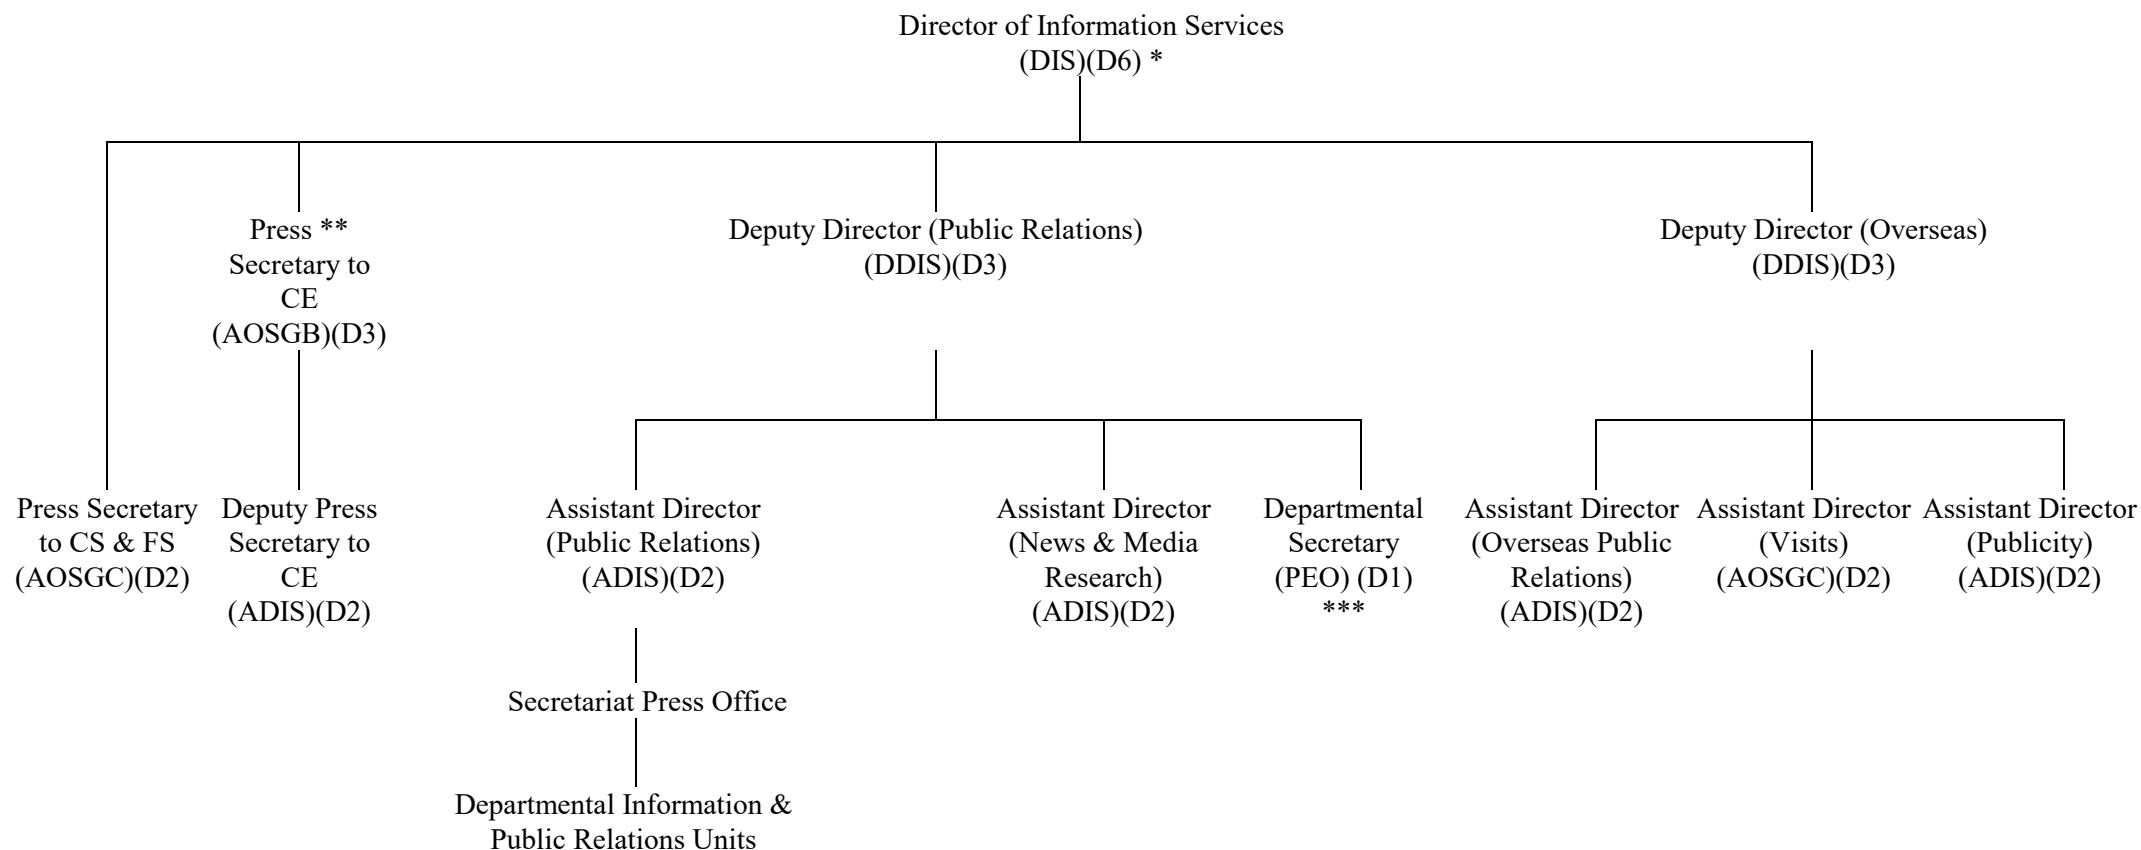 Director of Information Services
(DIS)(D6) *
Press **
Secretary to
CE
(AOSGB)(D3)
Deputy Director (Public Relations)
(DDIS)(D3)
Deputy Director (Overseas)
(DDIS)(D3)
Press Secretary
to CS & FS
(AOSGC)(D2)
Deputy Press
Secretary to
CE
(ADIS)(D2)
Assistant Director
(Public Relations)
(ADIS)(D2)
Assistant Director
(News & Media
Research)
(ADIS)(D2)
Departmental
Secretary
(PEO) (D1)
***
Assistant Director
(Overseas Public
Relations)
(ADIS)(D2)
Assistant Director
(Visits)
(AOSGC)(D2)
Assistant Director
(Publicity)
(ADIS)(D2)
Secretariat Press Office
Departmental Information &
Public Relations Units